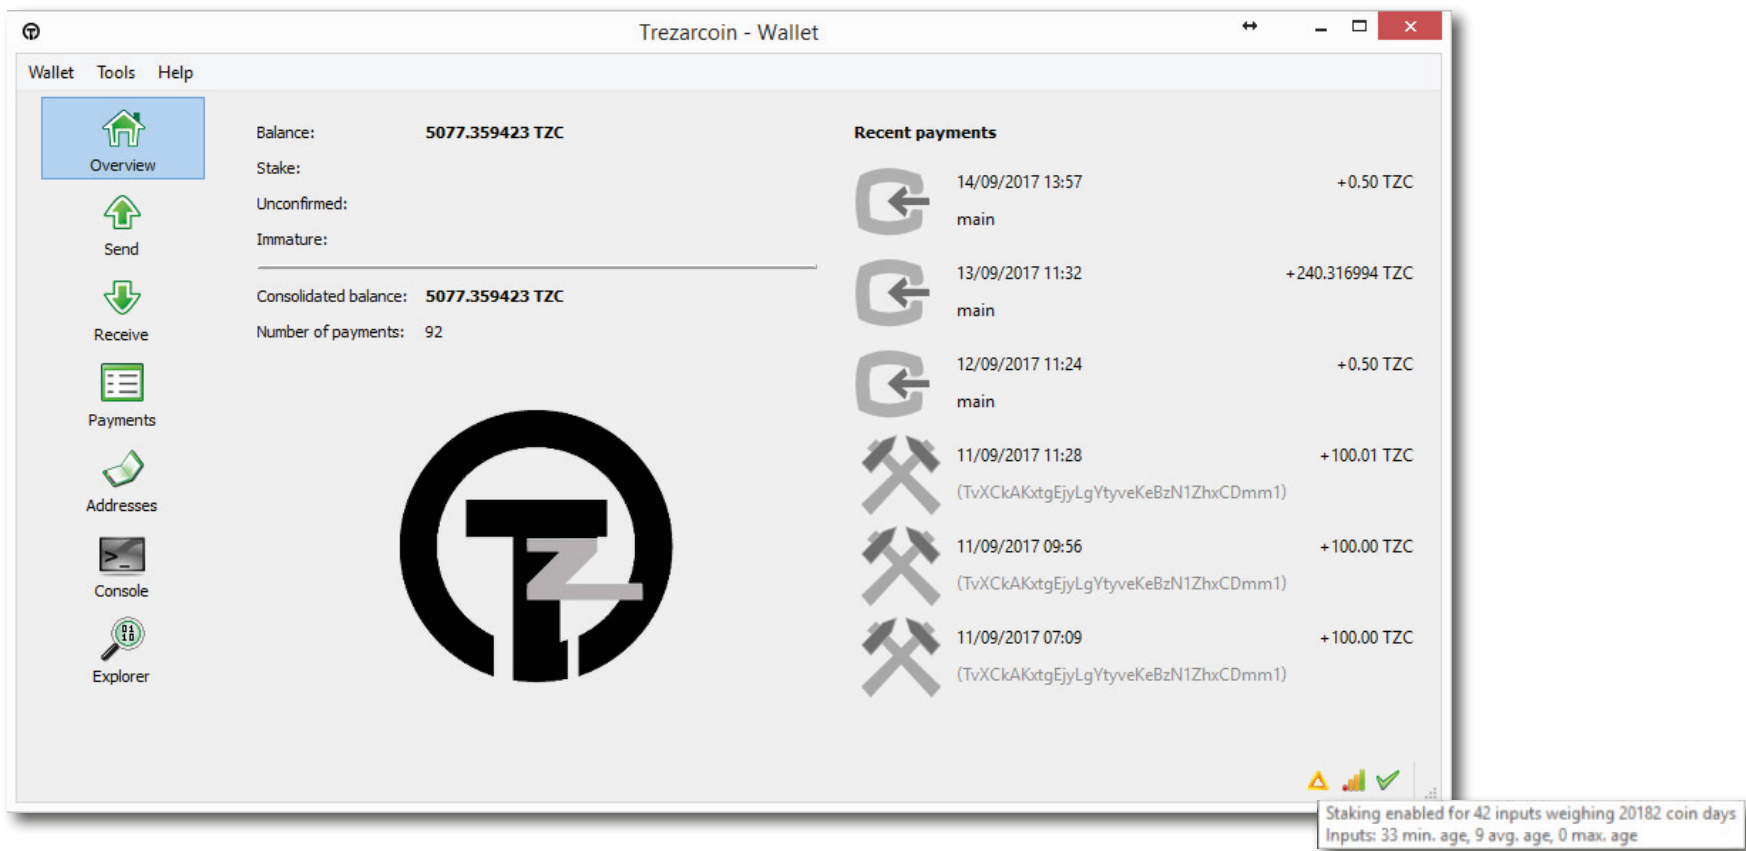 Trezarcoin - Wallet
Wallet Tools Help
Overview
Send
Receive
Payments
Addresses
Console
Explorer
Balance: 5077.359423 TZC
Stake:
Unconfirmed:
Immature:
Consolidated balance: 5077.359423 TZC
Number of payments: 92
TZ
Recent payments
14/09/2017 13:57 +0.50 TZC
main
13/09/2017 11:32 +240.316994 TZC
main
12/09/2017 11:24 +0.50 TZC
main
11/09/2017 11:28 +100.01 TZC
(TvXCkAKxtgEjyLgYtyveKeBzN1ZhxCDmm1)
11/09/2017 09:56 +100.00 TZC
(TvXCkAKxtgEjyLgYtyveKeBzN1ZhxCDmm1)
11/09/2017 07:09 +100.00 TZC
(TvXCkAKxtgEjyLgYtyveKeBzN1ZhxCDmm1)
Staking enabled for 42 inputs weighing 20182 coin days
Inputs: 33 min. age, 9 avg. age, 0 max. age